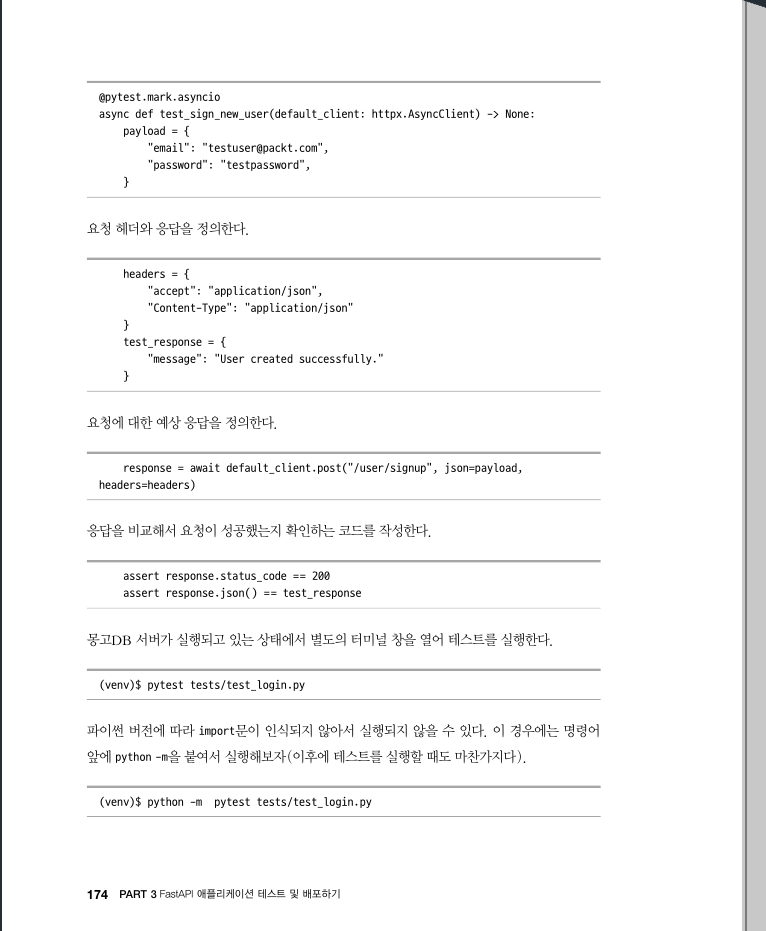 @pytest.mark.asyncio
async def test_sign_new_user(default_client: httpx.AsyncClient) -> None:
    payload = {
        "email": "testuser@packt.com",
        "password": "testpassword",
    }
요청 헤더와 응답을 정의한다.
    headers = {
        "accept": "application/json",
        "Content-Type": "application/json"
    }
    test_response = {
        "message": "User created successfully."
    }
요청에 대한 예상 응답을 정의한다.
    response = await default_client.post("/user/signup", json=payload,
headers=headers)
응답을 비교해서 요청이 성공했는지 확인하는 코드를 작성한다.
    assert response.status_code == 200
    assert response.json() == test_response
몽고DB 서버가 실행되고 있는 상태에서 별도의 터미널 창을 열어 테스트를 실행한다.
(venv)$ pytest tests/test_login.py
파이썬 버전에 따라 import문이 인식되지 않아서 실행되지 않을 수 있다. 이 경우에는 명령어
앞에 python -m을 붙여서 실행해보자(이후에 테스트를 실행할 때도 마찬가지다).
(venv)$ python -m  pytest tests/test_login.py
174 PART 3 FastAPI 애플리케이션 테스트 및 배포하기